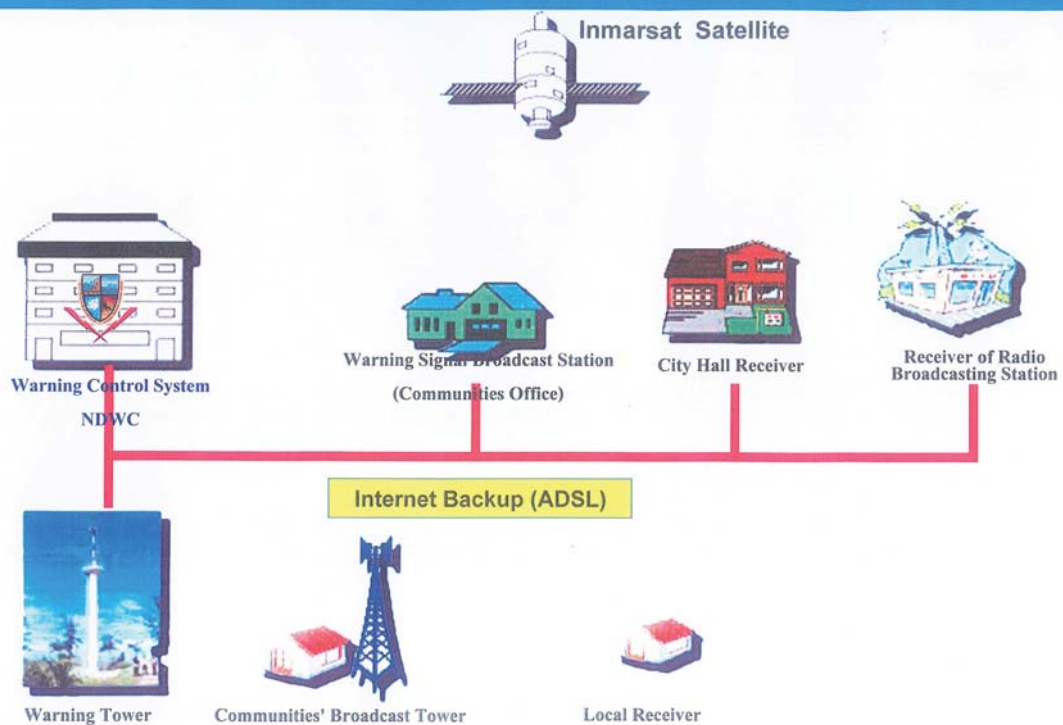 Inmarsat Satellite
Warning Control System
NDWC
Warning Signal Broadcast Station
(Communities Office)
City Hall Receiver
Receiver of Radio
Broadcasting Station
Internet Backup (ADSL)
Warning Tower
Communities' Broadcast Tower
Local Receiver